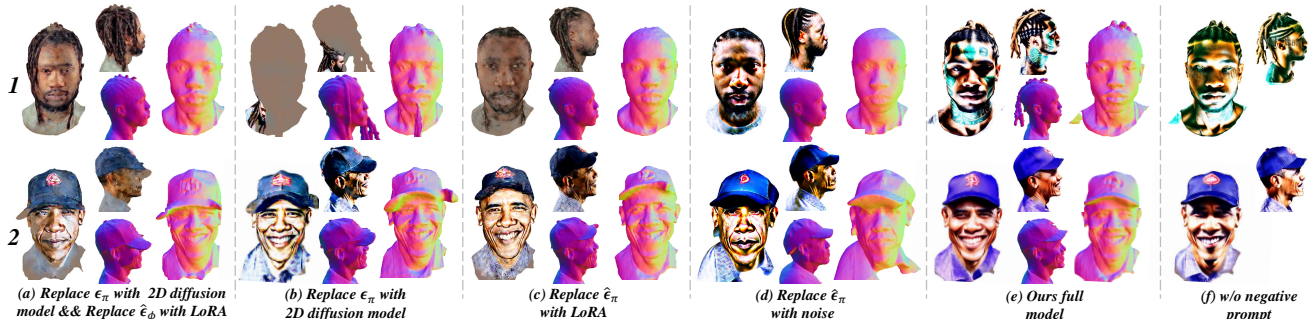 1
2
(a) Replace ϵπ with 2D diffusion
model && Replace ϵ̂ϕ with LoRA
(b) Replace ϵπ with
2D diffusion model
(c) Replace ϵ̂π
with LoRA
(d) Replace ϵ̂π
with noise
(e) Ours full
model
(f) w/o negative
prompt